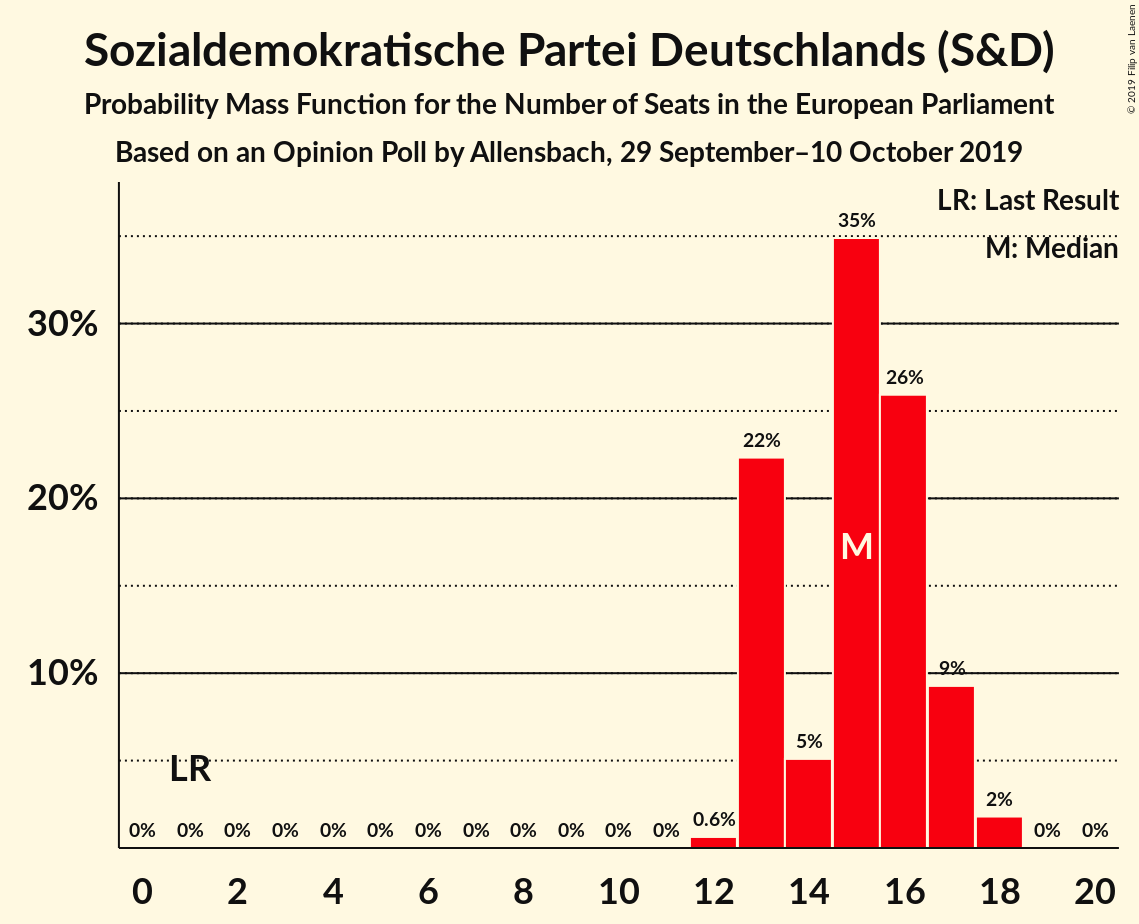 Sozialdemokratische Partei Deutschlands (S&D)
Probability Mass Function for the Number of Seats in the European Parliament
Based on an Opinion Poll by Allensbach, 29 September–10 October 2019
© 2019 Filip van Laenen
LR: Last Result
M: Median
35%
30%
26%
22%
20%
M
10%
9%
5%
LR
2%
0% 0% 0% 0% 0% 0% 0% 0% 0% 0% 0% 0% 0.6% 0% 0%
0 2 4 6 8 10 12 14 16 18 20